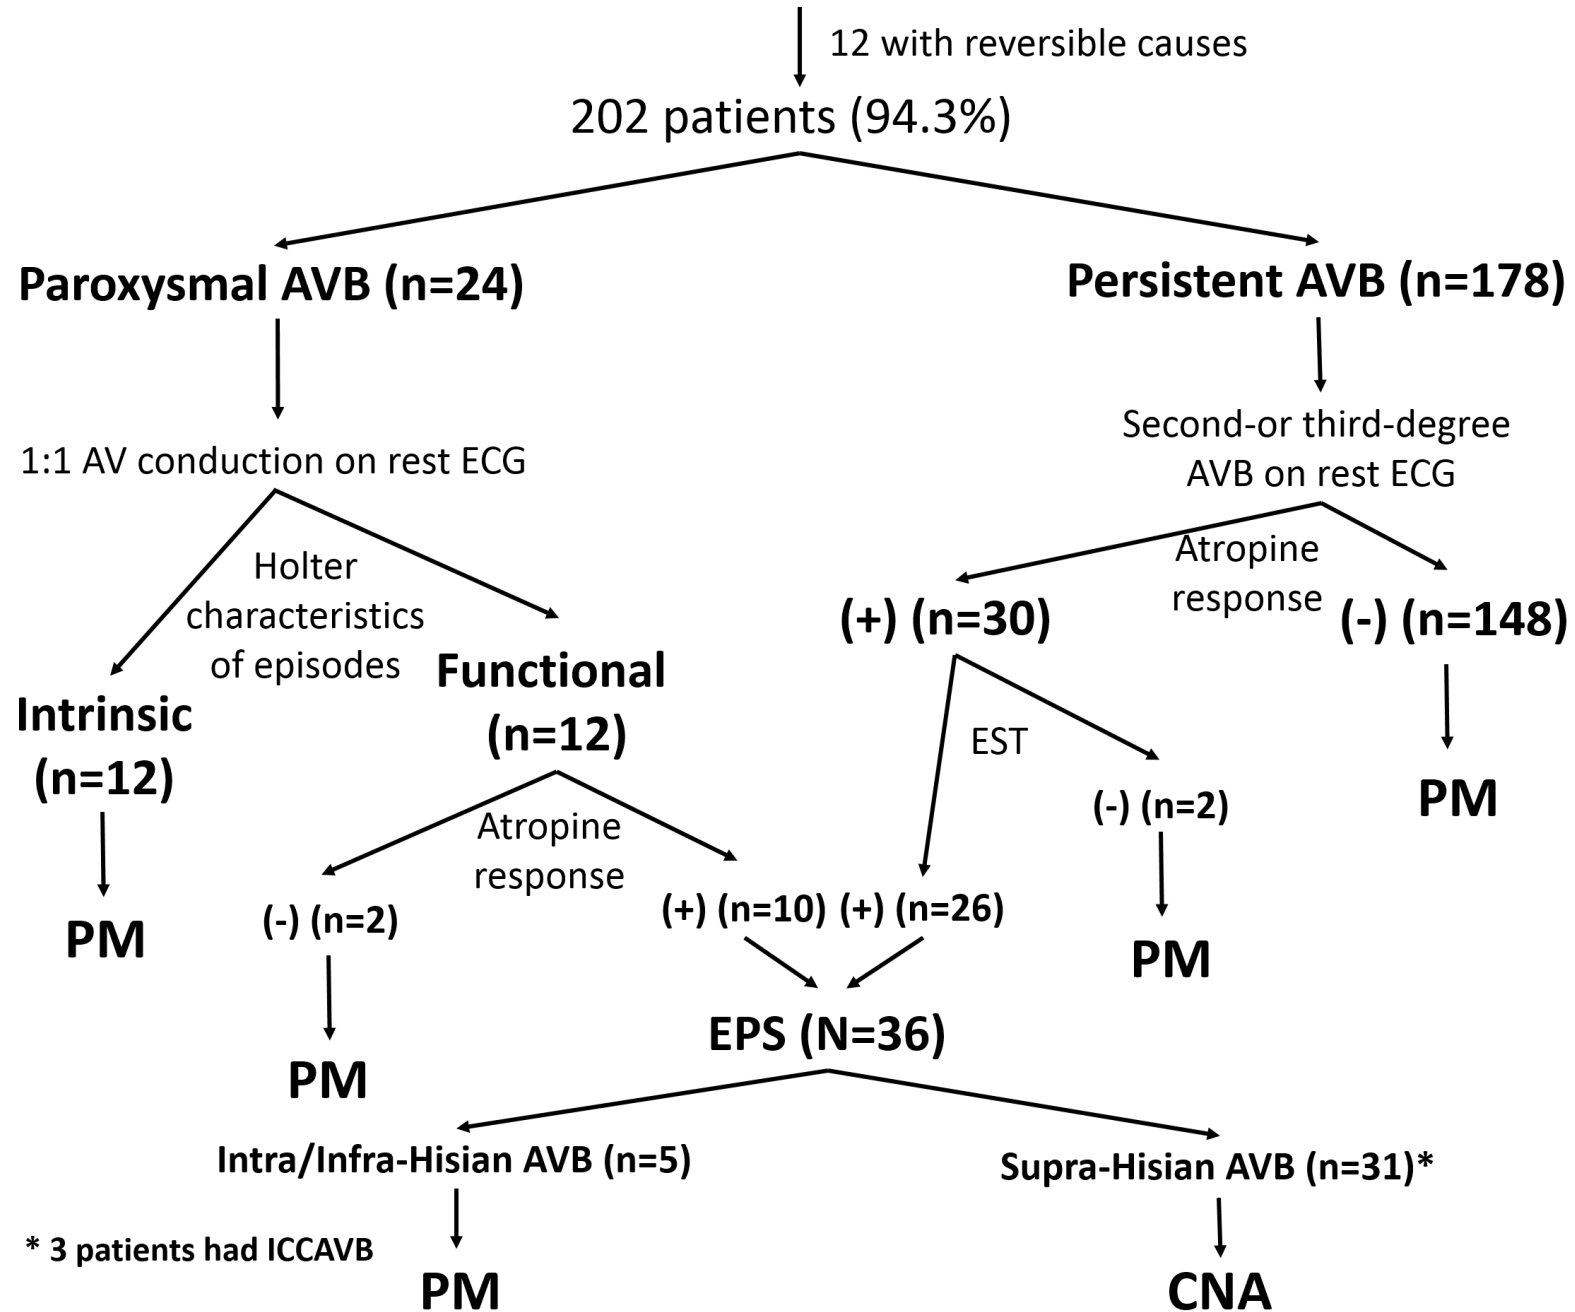 12 with reversible causes
202 patients (94.3%)
Paroxysmal AVB (n=24)
Persistent AVB (n=178)
1:1 AV conduction on rest ECG
Second-or third-degree
AVB on rest ECG
Holter
characteristics
of episodes
Atropine
response
(+) (n=30)
(-) (n=148)
Intrinsic
(n=12)
Functional
(n=12)
EST
(-) (n=2)
PM
Atropine
response
PM
(-) (n=2)
(+) (n=10)
(+) (n=26)
PM
EPS (N=36)
PM
Intra/Infra-Hisian AVB (n=5)
Supra-Hisian AVB (n=31)*
* 3 patients had ICCAVB
PM
CNA